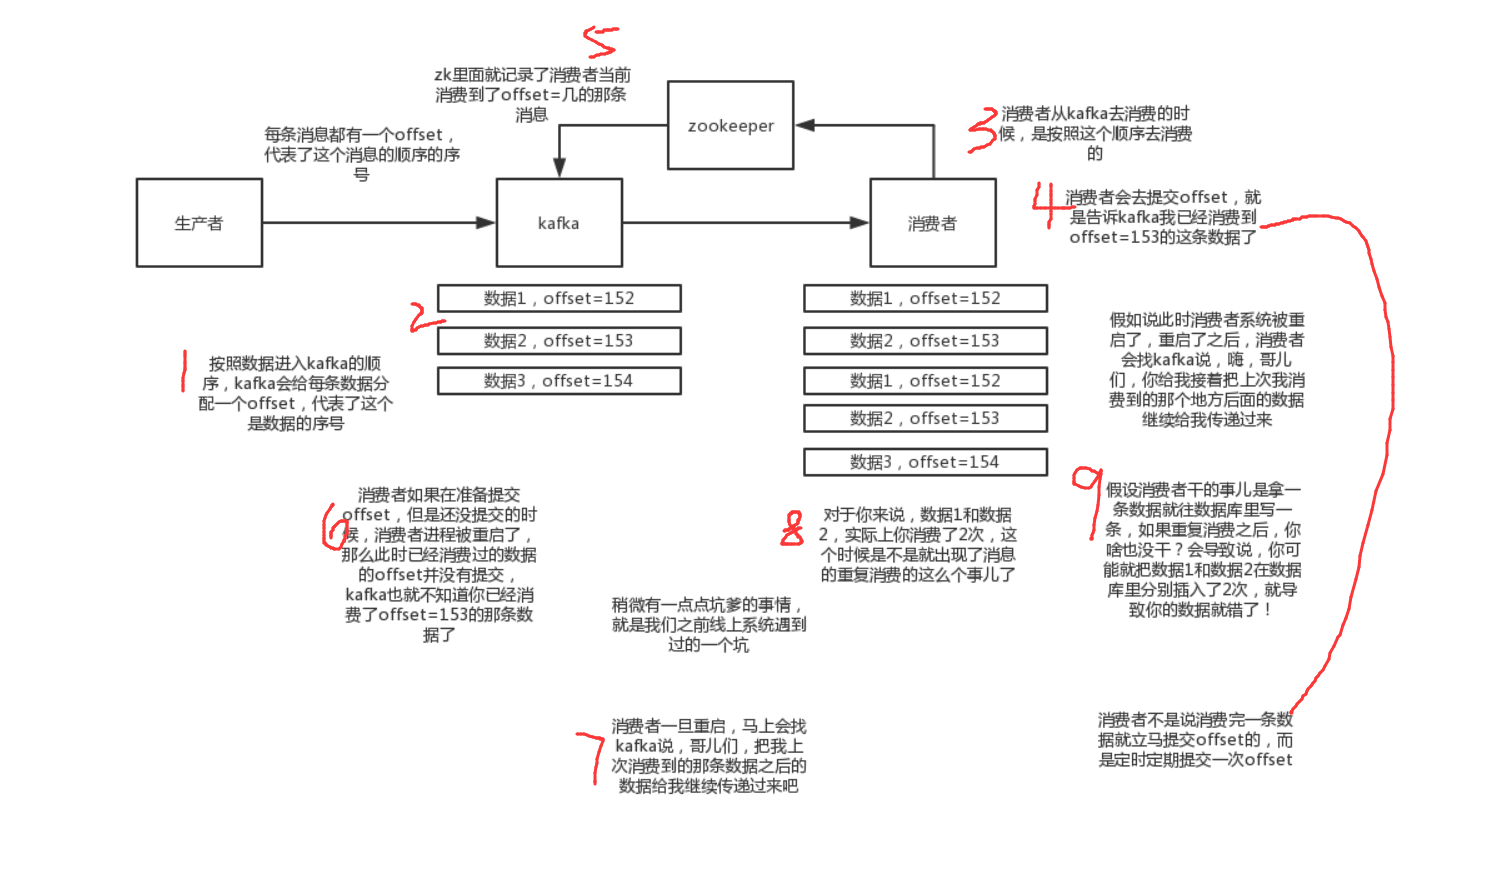 5
zk里面就记录了消费者当前
消费到了offset=几的那条
消息
zookeeper
每条消息都有一个offset，
代表了这个消息的顺序的序
号
3
消费者从kafka去消费的时
候，是按照这个顺序去消费
的
生产者
kafka
消费者
4
消费者会去提交offset，就
是告诉kafka我已经消费到
offset=153的这条数据了
2
数据1，offset=152
数据2，offset=153
数据3，offset=154
数据1，offset=152
数据2，offset=153
数据1，offset=152
数据2，offset=153
数据3，offset=154
假如说此时消费者系统被重
启了，重启了之后，消费者
会找kafka说，嗨，哥儿
们，你给我接着把上次我消
费到的那个地方后面的数据
继续给我传递过来
1
按照数据进入kafka的顺
序，kafka会给每条数据分
配一个offset，代表了这个
是数据的序号
6
消费者如果在准备提交
offset，但是还没提交的时
候，消费者进程被重启了，
那么此时已经消费过的数据
的offset并没有提交，
kafka也就不知道你已经消
费了offset=153的那条数
据了
8
对于你来说，数据1和数据
2，实际上你消费了2次，这
个时候是不是就出现了消息
的重复消费的这么个事儿了
9
假设消费者干的事儿是拿一
条数据就往数据库里写一
条，如果重复消费之后，你
啥也没干？会导致说，你可
能就把数据1和数据2在数据
库里分别插入了2次，就导
致你的数据就错了！
稍微有一点点坑爹的事情，
就是我们之前线上系统遇到
过的一个坑
7
消费者一旦重启，马上会找
kafka说，哥儿们，把我上
次消费到的那条数据之后的
数据给我继续传递过来吧
消费者不是说消费完一条数
据就立马提交offset的，而
是定时定期提交一次offset